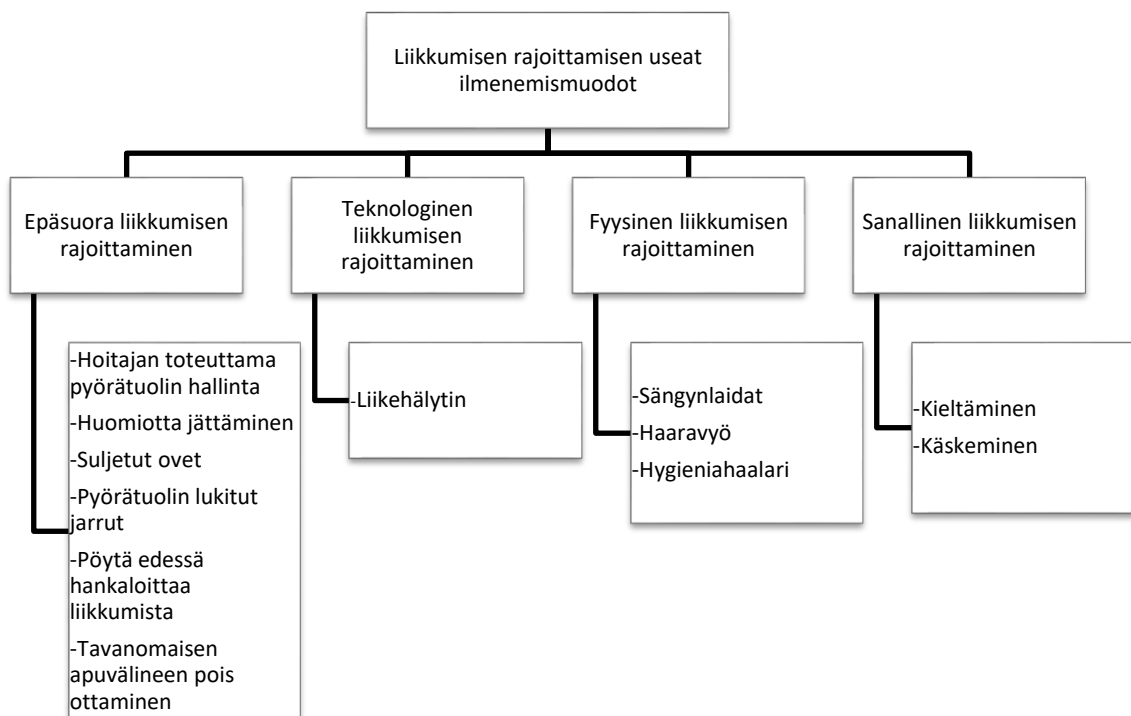 Liikkumisen rajoittamisen useat
ilmenemismuodot
Epäsuora liikkumisen
rajoittaminen
Teknologinen
liikkumisen
rajoittaminen
Fyysinen liikkumisen
rajoittaminen
Sanallinen liikkumisen
rajoittaminen
-Hoitajan toteuttama
pyörätuolin hallinta
-Huomiotta jättäminen
-Suljetut ovet
-Pyörätuolin lukitut
jarrut
-Pöytä edessä
hankaloittaa
liikkumista
-Tavanomaisen
apuvälineen pois
ottaminen
-Liikehälytin
-Sängynlaidat
-Haaravyö
-Hygieniahaalari
-Kieltäminen
-Käskeminen